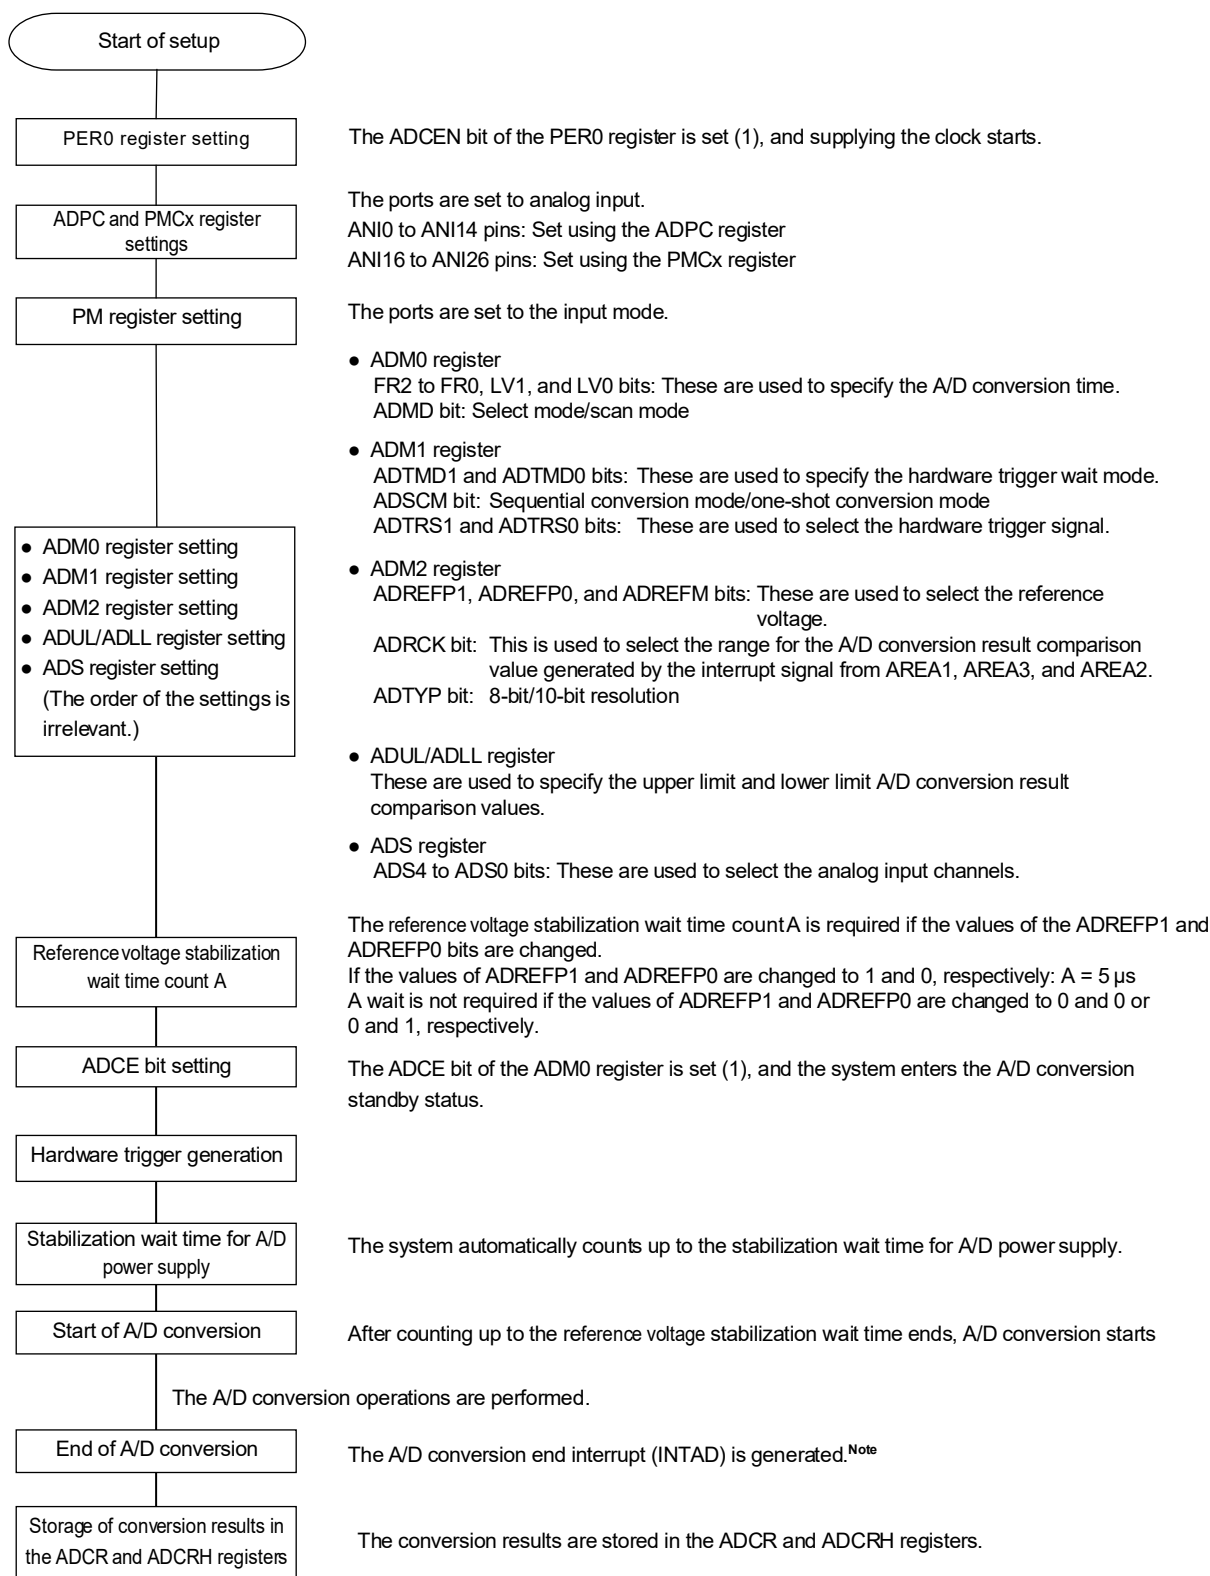 Start of setup
PER0 register setting
The ADCEN bit of the PER0 register is set (1), and supplying the clock starts.
ADPC and PMCx register
settings
The ports are set to analog input.
ANI0 to ANI14 pins: Set using the ADPC register
ANI16 to ANI26 pins: Set using the PMCx register
PM register setting
The ports are set to the input mode.
● ADM0 register setting
● ADM1 register setting
● ADM2 register setting
● ADUL/ADLL register setting
● ADS register setting
(The order of the settings is
irrelevant.)
● ADM0 register
FR2 to FR0, LV1, and LV0 bits: These are used to specify the A/D conversion time.
ADMD bit: Select mode/scan mode
● ADM1 register
ADTMD1 and ADTMD0 bits: These are used to specify the hardware trigger wait mode.
ADSCM bit: Sequential conversion mode/one-shot conversion mode
ADTRS1 and ADTRS0 bits: These are used to select the hardware trigger signal.
● ADM2 register
ADREFP1, ADREFP0, and ADREFM bits: These are used to select the reference
voltage.
ADRCK bit: This is used to select the range for the A/D conversion result comparison
value generated by the interrupt signal from AREA1, AREA3, and AREA2.
ADTYP bit: 8-bit/10-bit resolution
● ADUL/ADLL register
These are used to specify the upper limit and lower limit A/D conversion result
comparison values.
● ADS register
ADS4 to ADS0 bits: These are used to select the analog input channels.
Reference voltage stabilization
wait time count A
The reference voltage stabilization wait time count A is required if the values of the ADREFP1 and
ADREFP0 bits are changed.
If the values of ADREFP1 and ADREFP0 are changed to 1 and 0, respectively: A = 5 µs
A wait is not required if the values of ADREFP1 and ADREFP0 are changed to 0 and 0 or
0 and 1, respectively.
ADCE bit setting
The ADCE bit of the ADM0 register is set (1), and the system enters the A/D conversion
standby status.
Hardware trigger generation
Stabilization wait time for A/D
power supply
The system automatically counts up to the stabilization wait time for A/D power supply.
Start of A/D conversion
After counting up to the reference voltage stabilization wait time ends, A/D conversion starts
The A/D conversion operations are performed.
End of A/D conversion
The A/D conversion end interrupt (INTAD) is generated.Note
Storage of conversion results in
the ADCR and ADCRH registers
The conversion results are stored in the ADCR and ADCRH registers.